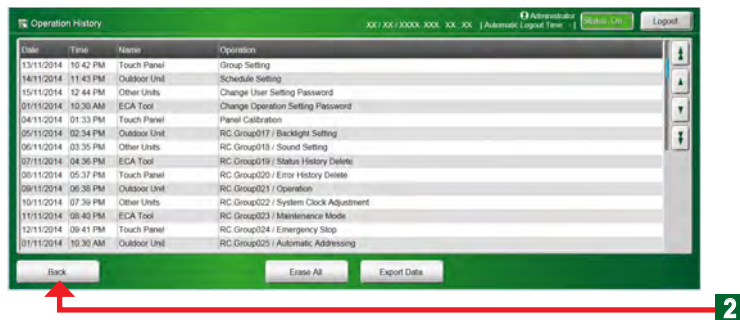 Operation History XX / XX / XXXX XXX XX : XX [ Automatic Logout Time : - ] Administrator Status: On Logout
Date Time Name Operation
13/11/2014 10:42 PM Touch Panel Group Setting
14/11/2014 11:43 PM Outdoor Unit Schedule Setting
15/11/2014 12:44 PM Other Units Change User Setting Password
01/11/2014 10:30 AM ECA Tool Change Operation Setting Password
04/11/2014 01:33 PM Touch Panel Panel Calibration
05/11/2014 02:34 PM Outdoor Unit RC Group017 / Backlight Setting
06/11/2014 03:35 PM Other Units RC Group018 / Sound Setting
07/11/2014 04:36 PM ECA Tool RC Group019 / Status History Delete
08/11/2014 05:37 PM Touch Panel RC Group020 / Error History Delete
09/11/2014 06:38 PM Outdoor Unit RC Group021 / Operation
10/11/2014 07:39 PM Other Units RC Group022 / System Clock Adjustment
11/11/2014 08:40 PM ECA Tool RC Group023 / Maintenance Mode
12/11/2014 09:41 PM Touch Panel RC Group024 / Emergency Stop
01/11/2014 10:30 AM Outdoor Unit RC Group025 / Automatic Addressing
Back Erase All Export Data
2